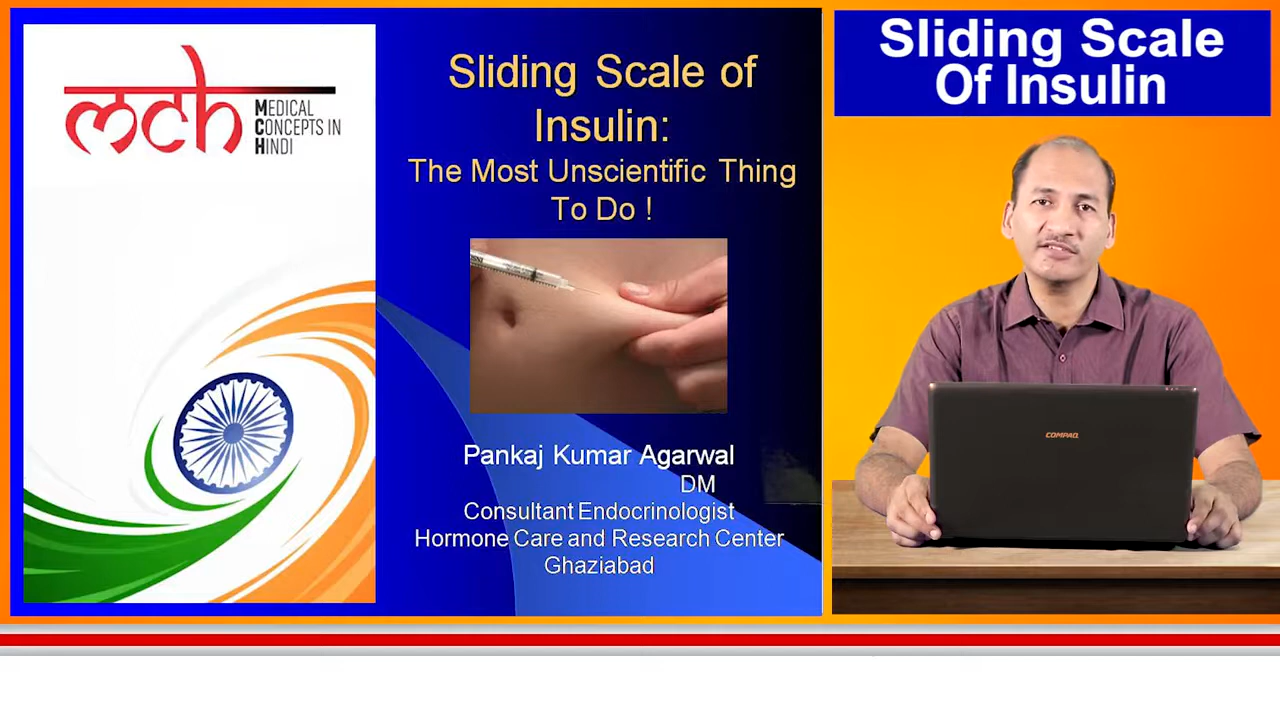 mch
MEDICAL
CONCEPTS IN
HINDI
Sliding Scale of
Insulin:
The Most Unscientific Thing
To Do !
Pankaj Kumar Agarwal
DM
Consultant Endocrinologist
Hormone Care and Research Center
Ghaziabad
Sliding Scale
Of Insulin
COMPAQ